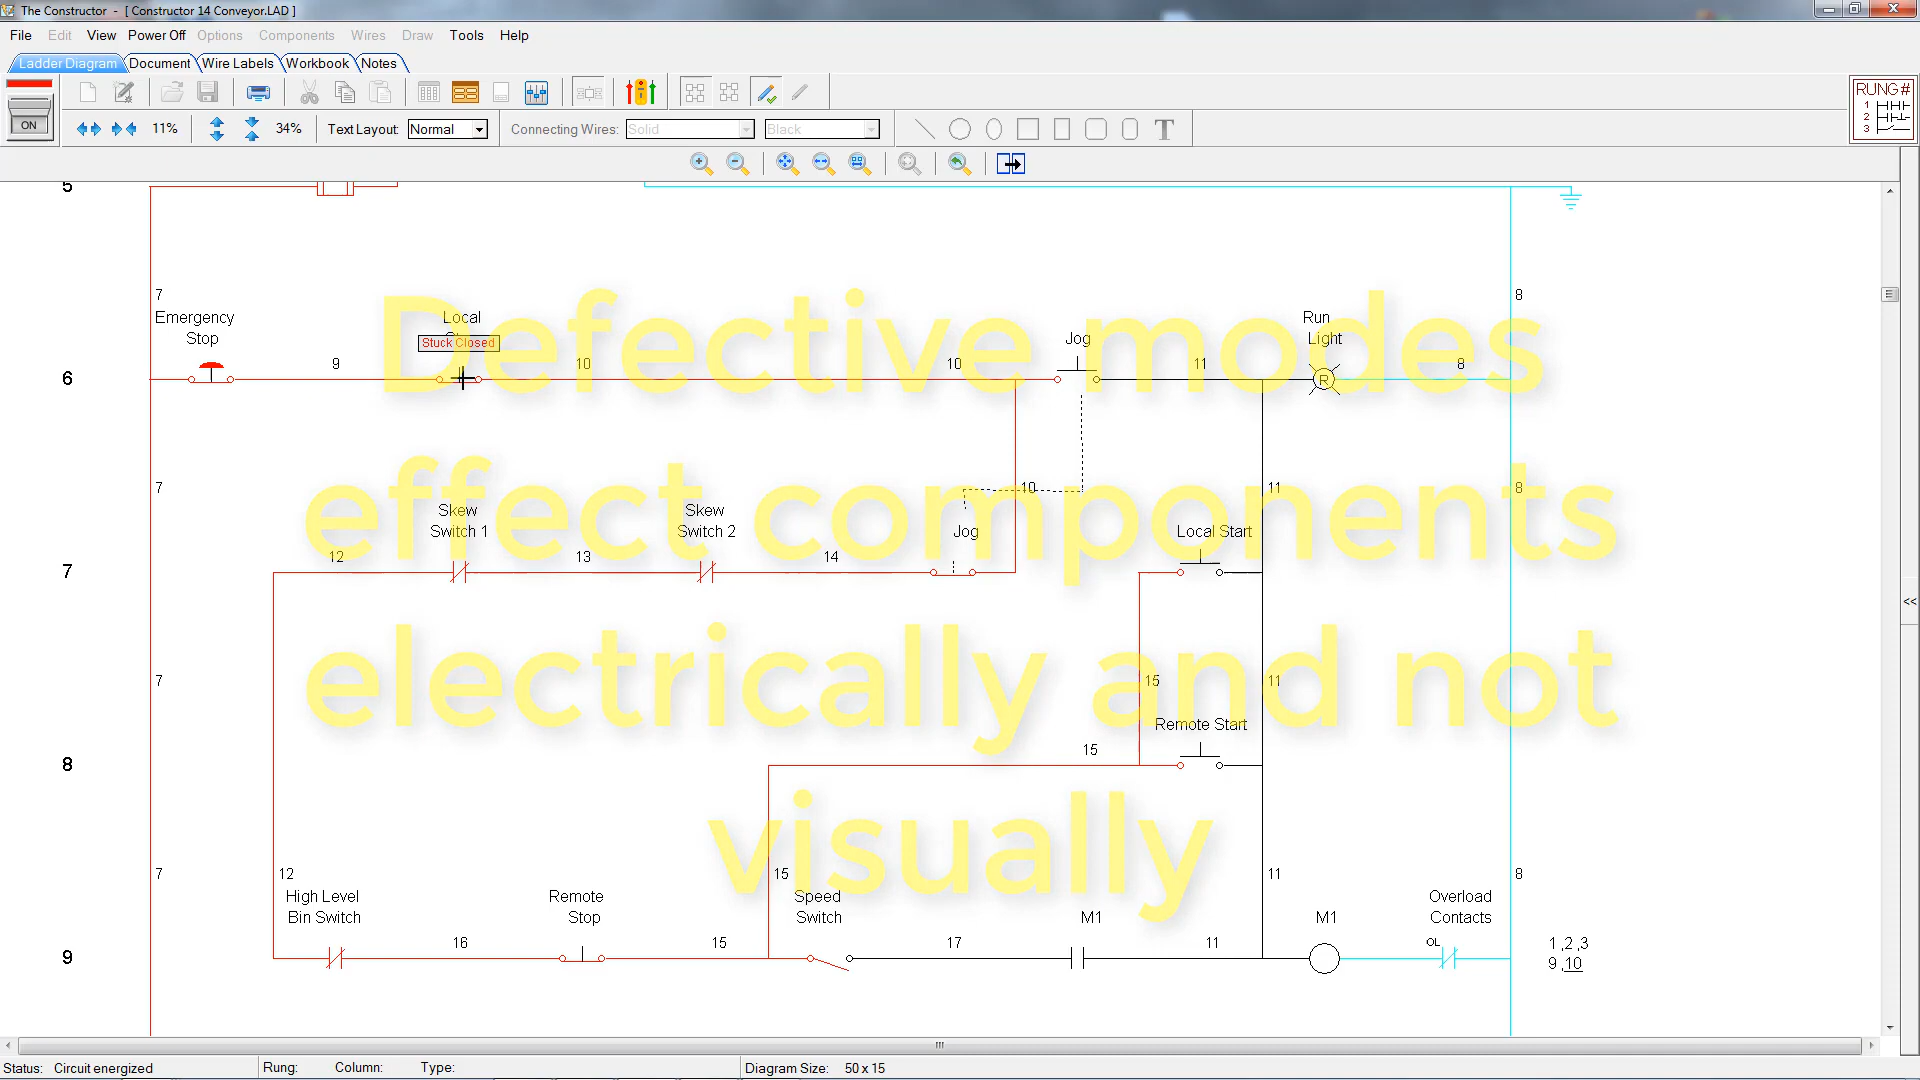 The Constructor - [ Constructor 14 Conveyor.LAD ]
File Edit View Power Off Options Components Wires Draw Tools Help
Ladder Diagram Document Wire Labels Workbook Notes
ON
11% 34% Text Layout: Normal Connecting Wires: Solid Black T
RUNG#
1
2
3
5
7 8
Emergency Local Run
Stop Jog Light
Stuck Closed
9 10 10 11 8
6 R
Defective modes
effect components
electrically and not
visually
7 10 11 8
Skew Skew
Switch 1 Switch 2 Jog Local Start
12 13 14
7
7 15 11 8
Remote Start
15
8
7 12 15 11 8
High Level Remote Speed Overload
Bin Switch Stop Switch M1 M1 Contacts
16 15 17 11 OL 1 ,2 ,3
9 9 ,10
<<
Status: Circuit energized Rung: Column: Type: Diagram Size: 50 x 15